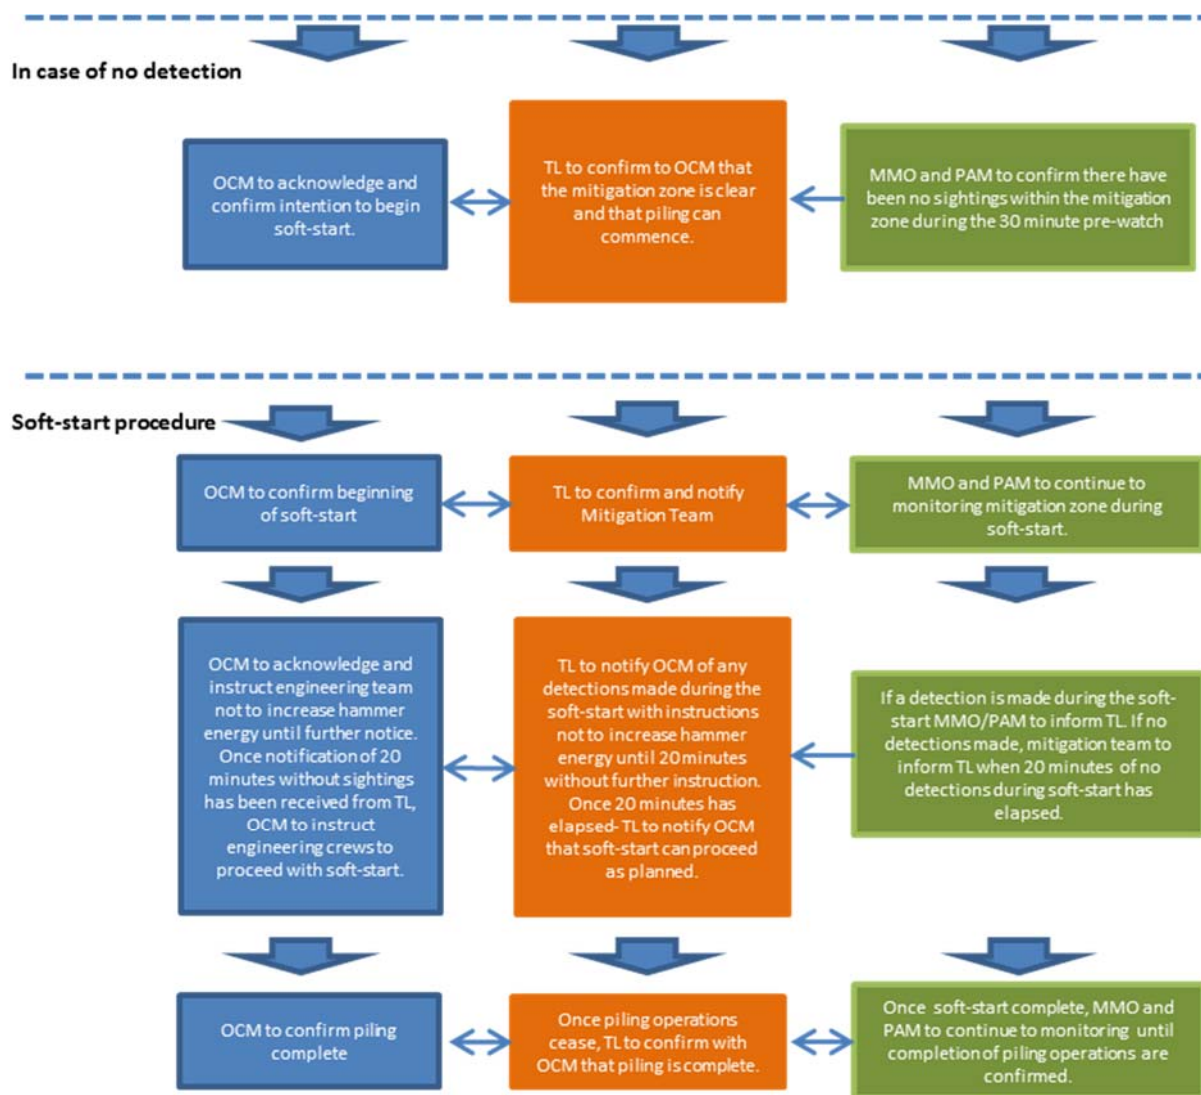 In case of no detection
OCM to acknowledge and
confirm intention to begin
soft-start.
TL to confirm to OCM that
the mitigation zone is clear
and that piling can
commence.
MMO and PAM to confirm there have
been no sightings within the mitigation
zone during the 30 minute pre-watch
Soft-start procedure
OCM to confirm beginning
of soft-start
TL to confirm and notify
Mitigation Team
MMO and PAM to continue to
monitoring mitigation zone during
soft-start.
OCM to acknowledge and
instruct engineering team
not to increase hammer
energy until further notice.
Once notification of 20
minutes without sightings
has been received from TL,
OCM to instruct
engineering crews to
proceed with soft-start.
TL to notify OCM of any
detections made during the
soft-start with instructions
not to increase hammer
energy until 20 minutes
without further instruction.
Once 20 minutes has
elapsed- TL to notify OCM
that soft-start can proceed
as planned.
If a detection is made during the soft-
start MMO/PAM to inform TL. If no
detections made, mitigation team to
inform TL when 20 minutes of no
detections during soft-start has
elapsed.
OCM to confirm piling
complete
Once piling operations
cease, TL to confirm with
OCM that piling is complete.
Once soft-start complete, MMO and
PAM to continue to monitoring until
completion of piling operations are
confirmed.